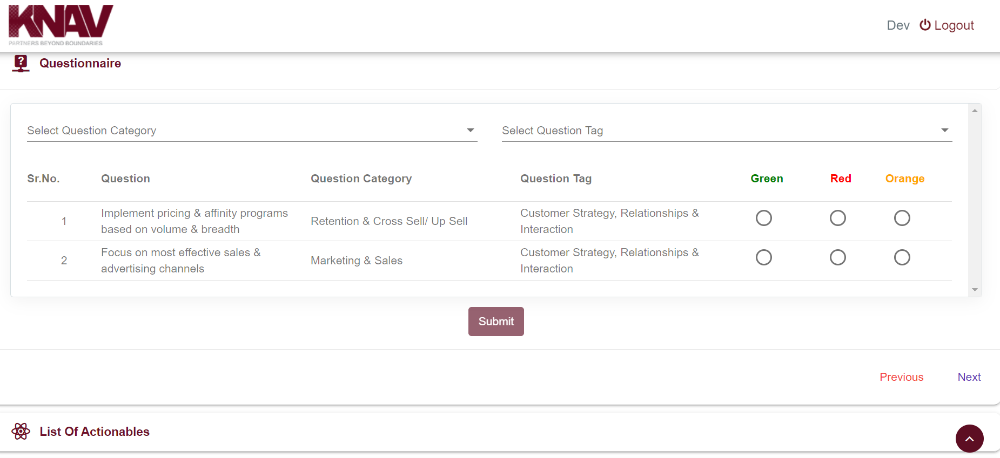 KNAV
PARTNERS BEYOND BOUNDARIES
Dev Logout
? Questionnaire
Select Question Category Select Question Tag
Sr.No. Question Question Category Question Tag Green Red Orange
1 Implement pricing & affinity programs based on volume & breadth Retention & Cross Sell/ Up Sell Customer Strategy, Relationships & Interaction
2 Focus on most effective sales & advertising channels Marketing & Sales Customer Strategy, Relationships & Interaction
Submit
Previous Next
List Of Actionables